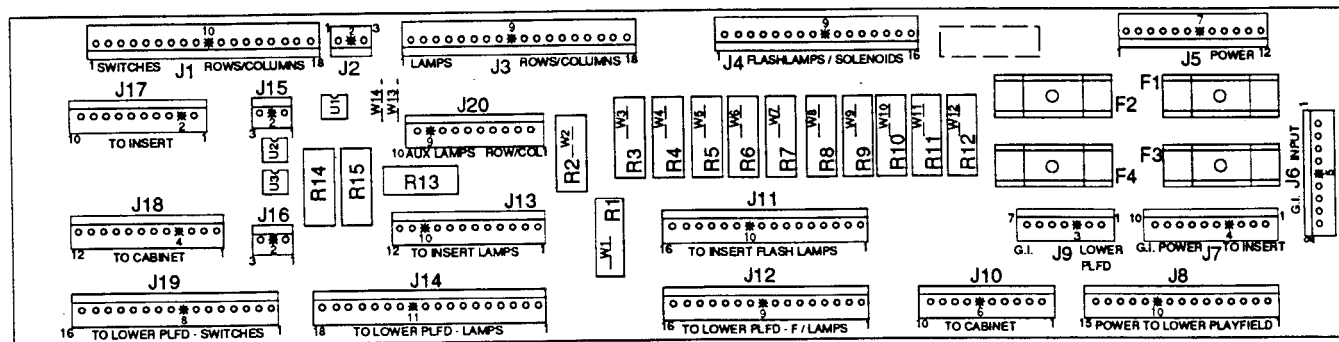 10
1 SWITCHES J1 ROWS/COLUMNS 18
1 2 3
J2
9
1 LAMPS J3 ROWS/COLUMNS 18
9
1 J4 FLASHLAMPS / SOLENOIDS 16
7
1 J5 POWER 12
J17
2
10 TO INSERT 1
J15
2
3 1
U1
W14
W13
J20
9
10 AUX LAMPS ROW/COL 1
W2
R2
W3
R3
W4
R4
W5
R5
W6
R6
W7
R7
W8
R8
W9
R9
W10
R10
W11
R11
W12
R12
F2
F1
F4
F3
1
G.I. INPUT
J6
5
9
U2
U3
R14
R15
R13
J18
4
12 TO CABINET 1
J16
2
3 1
J13
10
12 TO INSERT LAMPS 1
R1
W1
J11
10
16 TO INSERT FLASH LAMPS 1
7 3 1
G.I. J9 LOWER PLFD
10 4 1
G.I. POWER J7 TO INSERT
J19
8
16 TO LOWER PLFD - SWITCHES 1
J14
11
18 TO LOWER PLFD - LAMPS 1
J12
9
16 TO LOWER PLFD - F / LAMPS 1
J10
6
10 TO CABINET 1
J8
10
15 POWER TO LOWER PLAYFIELD 1